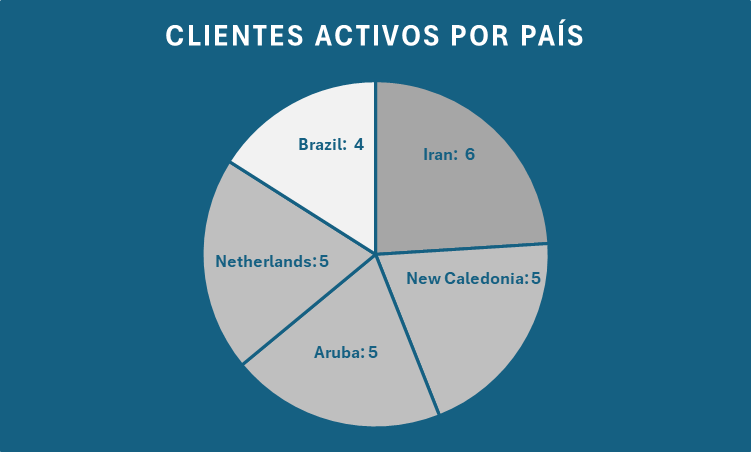 CLIENTES ACTIVOS POR PAÍS
Brazil: 4
Iran: 6
Netherlands: 5
New Caledonia: 5
Aruba: 5